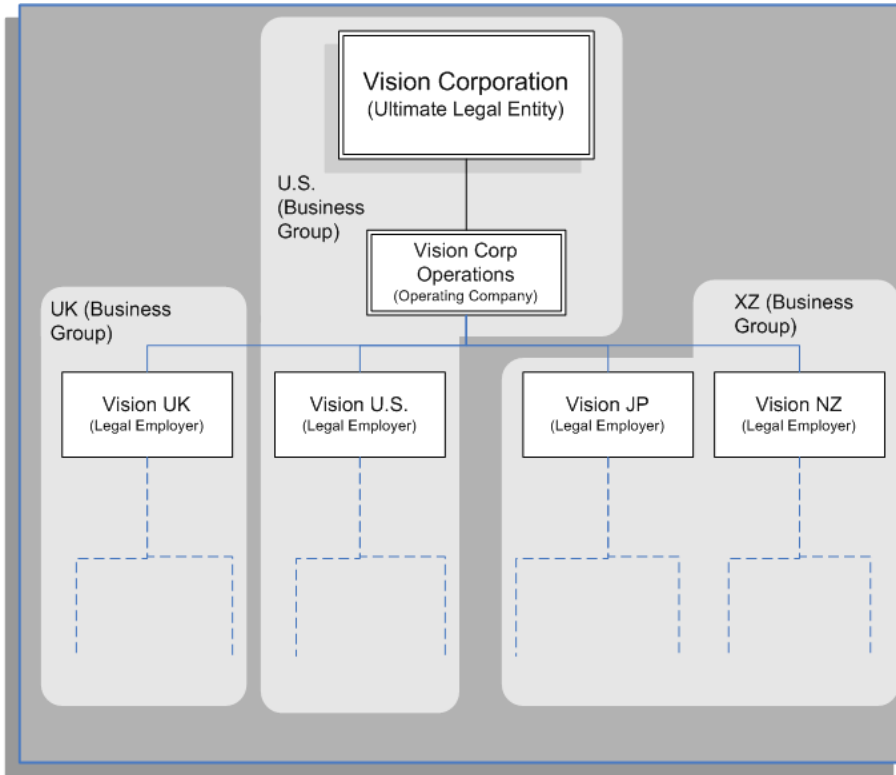 Vision Corporation
(Ultimate Legal Entity)
U.S.
(Business
Group)
Vision Corp
Operations
(Operating Company)
UK (Business
Group)
XZ (Business
Group)
Vision UK
(Legal Employer)
Vision U.S.
(Legal Employer)
Vision JP
(Legal Employer)
Vision NZ
(Legal Employer)